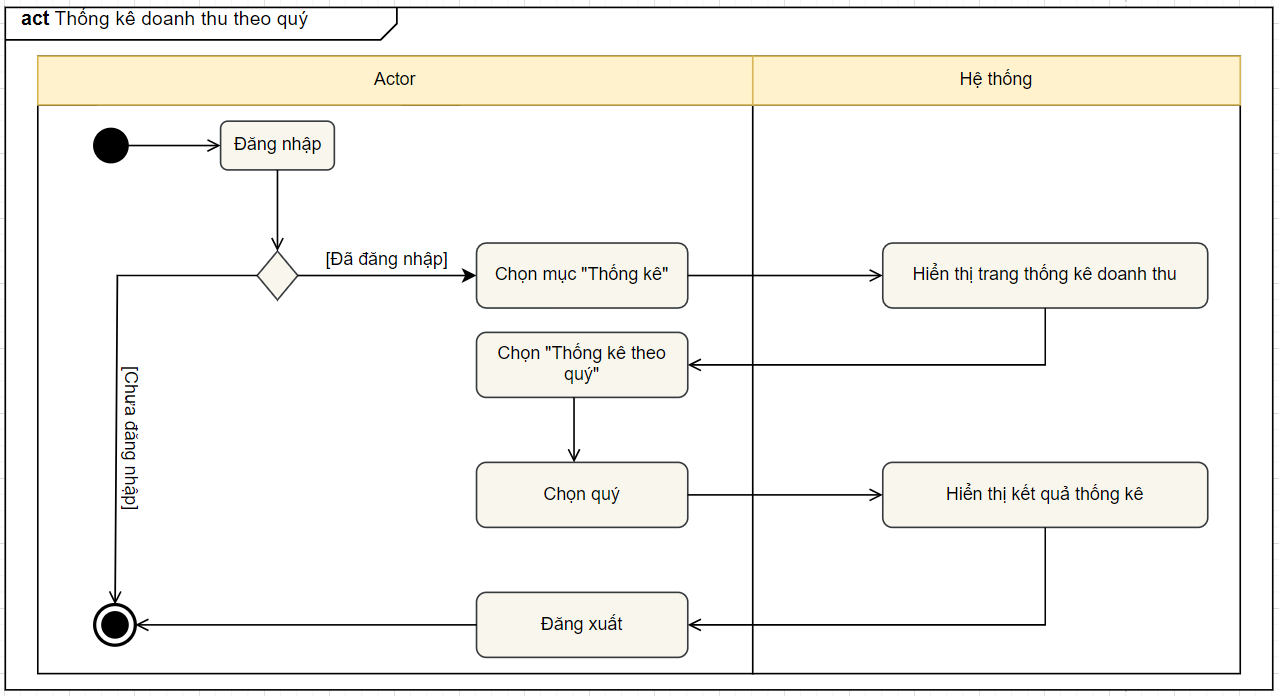 act Thống kê doanh thu theo quý
Actor
Hệ thống
Đăng nhập
[Đã đăng nhập]
Chọn mục "Thống kê"
Hiển thị trang thống kê doanh thu
Chọn "Thống kê theo
quý"
[Chưa đăng nhập]
Chọn quý
Hiển thị kết quả thống kê
Đăng xuất